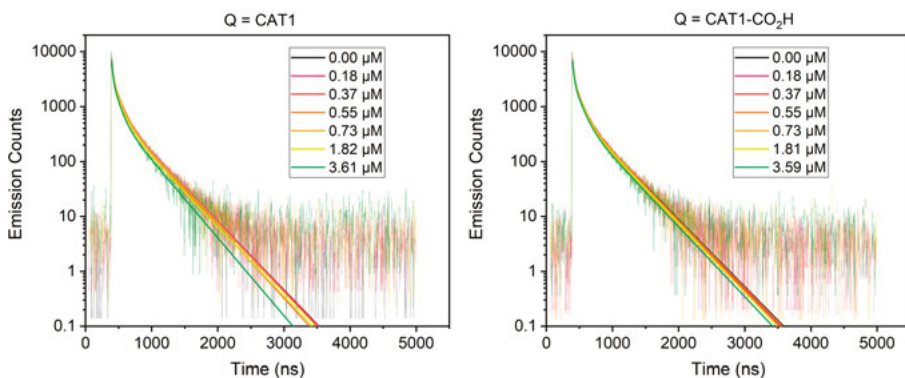 Q = CAT1
Emission Counts
10000
1000
100
10
1
0.1
0.00 µM
0.18 µM
0.37 µM
0.55 µM
0.73 µM
1.82 µM
3.61 µM
0 1000 2000 3000 4000 5000
Time (ns)
Q = CAT1-CO₂H
Emission Counts
10000
1000
100
10
1
0.1
0.00 µM
0.18 µM
0.37 µM
0.55 µM
0.73 µM
1.81 µM
3.59 µM
0 1000 2000 3000 4000 5000
Time (ns)